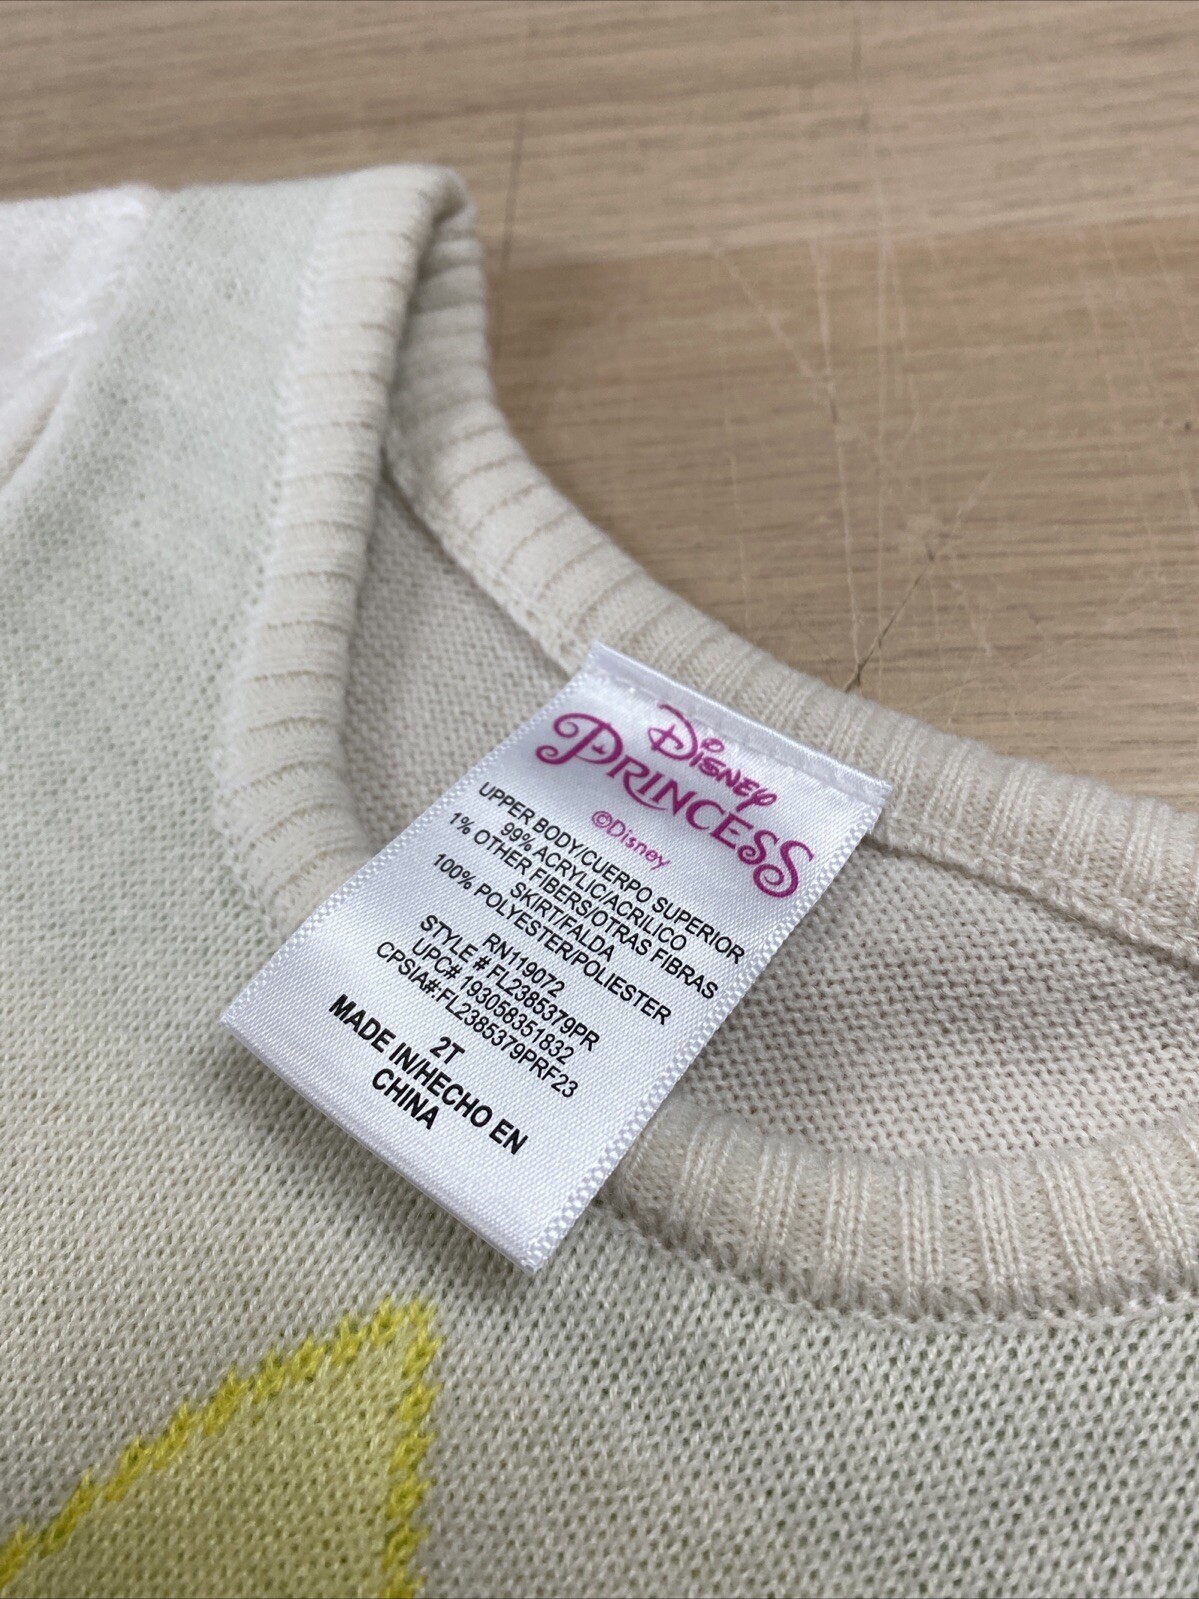 Disney
PRINCESS
©Disney
UPPER BODY/CUERPO SUPERIOR
99% ACRYLIC/ACRILICO
1% OTHER FIBERS/OTRAS FIBRAS
SKIRT/FALDA
100% POLYESTER/POLIESTER
RN119072
STYLE # FL2385379PR
UPC# 193058351832
CPSIA#:FL2385379PRF23
2T
MADE IN/HECHO EN
CHINA